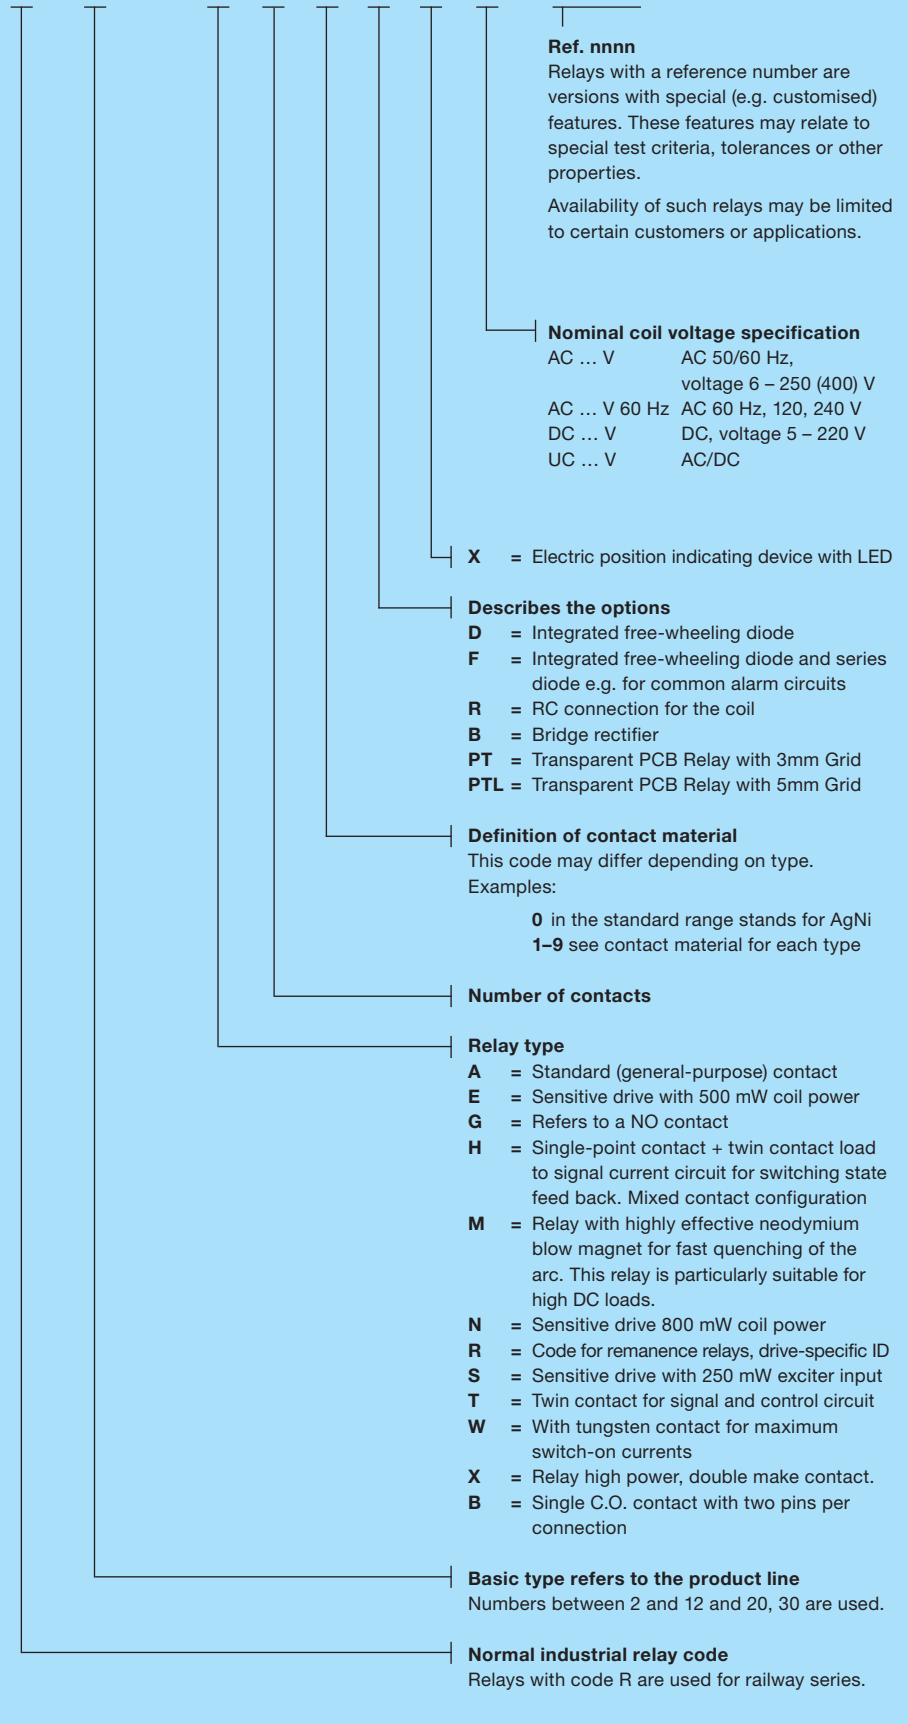 Ref. nnnn
Relays with a reference number are
versions with special (e.g. customised)
features. These features may relate to
special test criteria, tolerances or other
properties.
Availability of such relays may be limited
to certain customers or applications.
Nominal coil voltage specification
AC … V AC 50/60 Hz,
voltage 6 – 250 (400) V
AC … V 60 Hz AC 60 Hz, 120, 240 V
DC … V DC, voltage 5 – 220 V
UC … V AC/DC
X = Electric position indicating device with LED
Describes the options
D = Integrated free-wheeling diode
F = Integrated free-wheeling diode and series
diode e.g. for common alarm circuits
R = RC connection for the coil
B = Bridge rectifier
PT = Transparent PCB Relay with 3mm Grid
PTL = Transparent PCB Relay with 5mm Grid
Definition of contact material
This code may differ depending on type.
Examples:
0 in the standard range stands for AgNi
1–9 see contact material for each type
Number of contacts
Relay type
A = Standard (general-purpose) contact
E = Sensitive drive with 500 mW coil power
G = Refers to a NO contact
H = Single-point contact + twin contact load
to signal current circuit for switching state
feed back. Mixed contact configuration
M = Relay with highly effective neodymium
blow magnet for fast quenching of the
arc. This relay is particularly suitable for
high DC loads.
N = Sensitive drive 800 mW coil power
R = Code for remanence relays, drive-specific ID
S = Sensitive drive with 250 mW exciter input
T = Twin contact for signal and control circuit
W = With tungsten contact for maximum
switch-on currents
X = Relay high power, double make contact.
B = Single C.O. contact with two pins per
connection
Basic type refers to the product line
Numbers between 2 and 12 and 20, 30 are used.
Normal industrial relay code
Relays with code R are used for railway series.